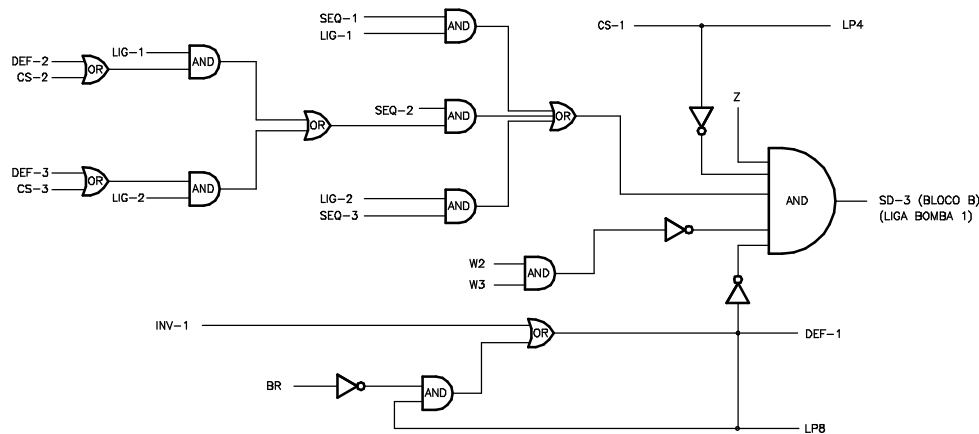 SEQ-1
LIG-1
AND
CS-1
LP4
DEF-2
CS-2
OR
LIG-1
AND
SEQ-2
AND
OR
OR
Z
DEF-3
CS-3
OR
LIG-2
AND
LIG-2
SEQ-3
AND
AND
SD-3 (BLOCO B)
(LIGA BOMBA 1)
W2
W3
AND
INV-1
OR
DEF-1
BR
AND
LP8